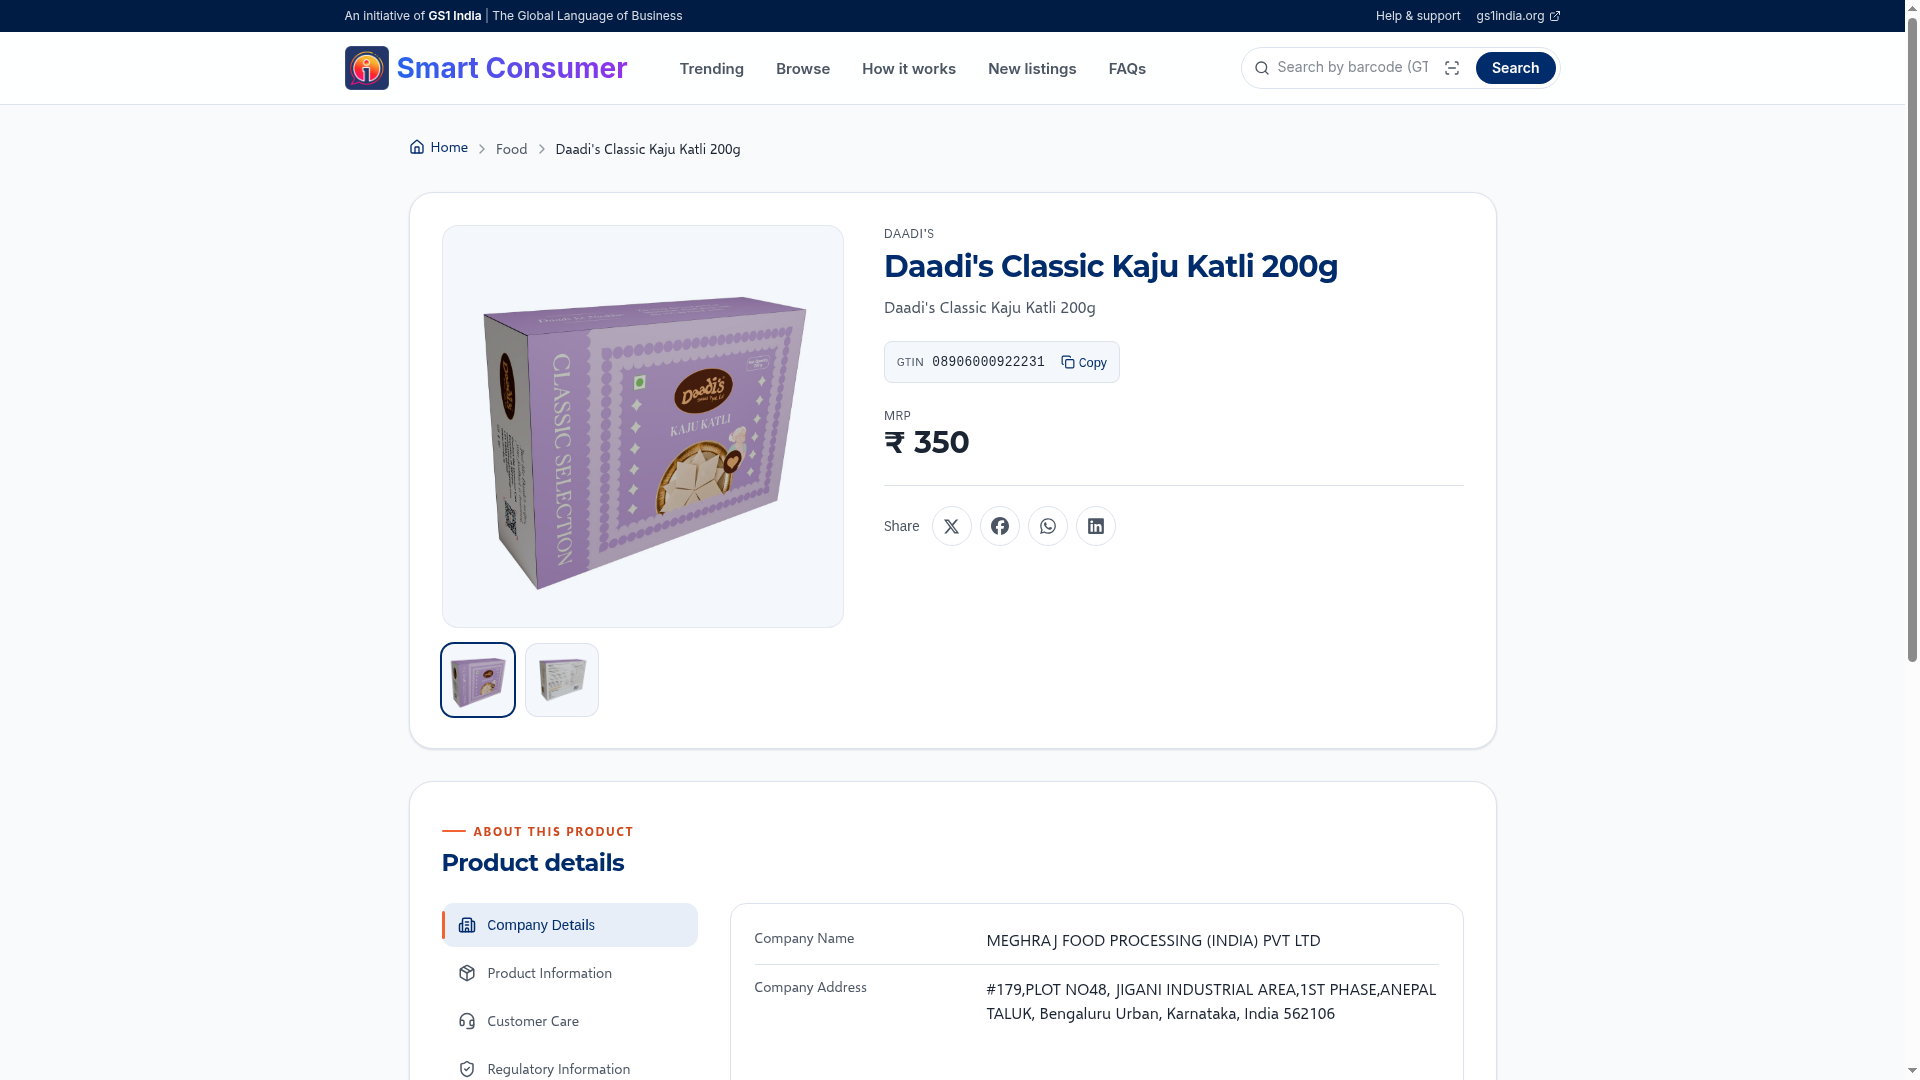 An initiative of GS1 India | The Global Language of Business
Help & support
gs1india.org
Smart Consumer
Trending
Browse
How it works
New listings
FAQs
Search by barcode (GT
Search
Home
Food
Daadi's Classic Kaju Katli 200g
CLASSIC SELECTION
Daadi's
KAJU KATLI
DAADI'S
Daadi's Classic Kaju Katli 200g
Daadi's Classic Kaju Katli 200g
GTIN 08906000922231 Copy
MRP
₹ 350
Share
ABOUT THIS PRODUCT
Product details
Company Details
Product Information
Customer Care
Regulatory Information
Company Name
MEGHRAJ FOOD PROCESSING (INDIA) PVT LTD
Company Address
#179,PLOT NO48, JIGANI INDUSTRIAL AREA,1ST PHASE,ANEPAL
TALUK, Bengaluru Urban, Karnataka, India 562106